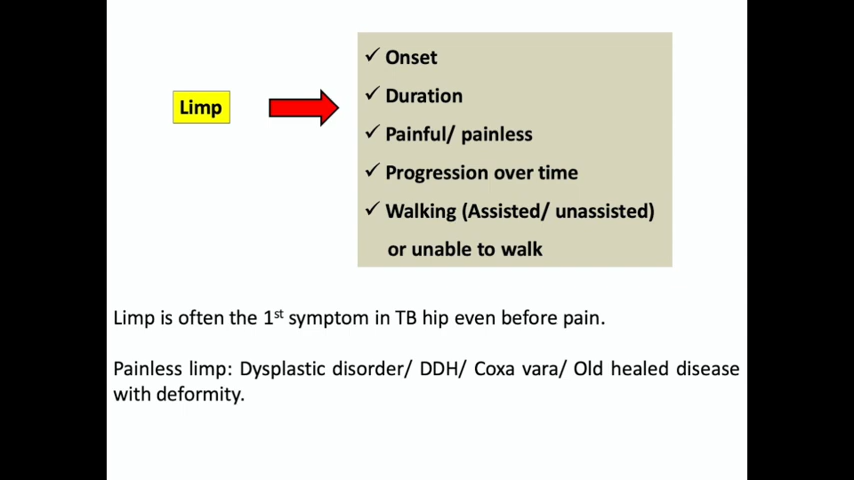 Limp
✓ Onset
✓ Duration
✓ Painful/ painless
✓ Progression over time
✓ Walking (Assisted/ unassisted)
or unable to walk
Limp is often the 1st symptom in TB hip even before pain.
Painless limp: Dysplastic disorder/ DDH/ Coxa vara/ Old healed disease
with deformity.